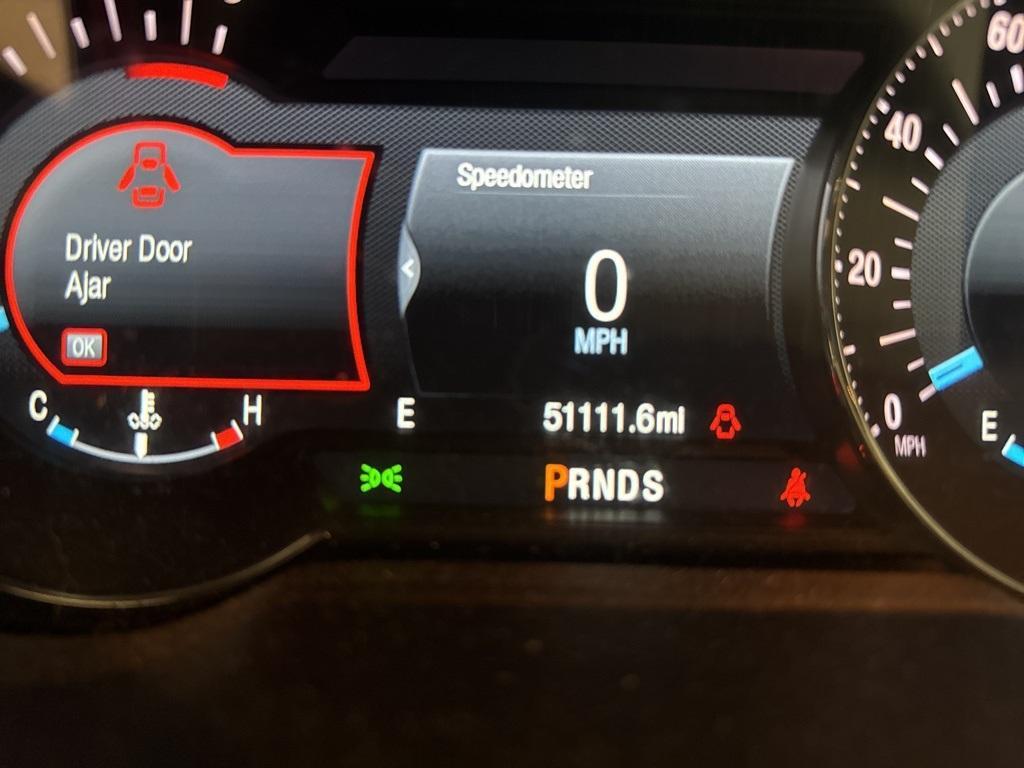 60
Speedometer
40
Driver Door
Ajar
0
20
OK
MPH
C
H
E
51111.6mi
0
MPH
E
PRNDS